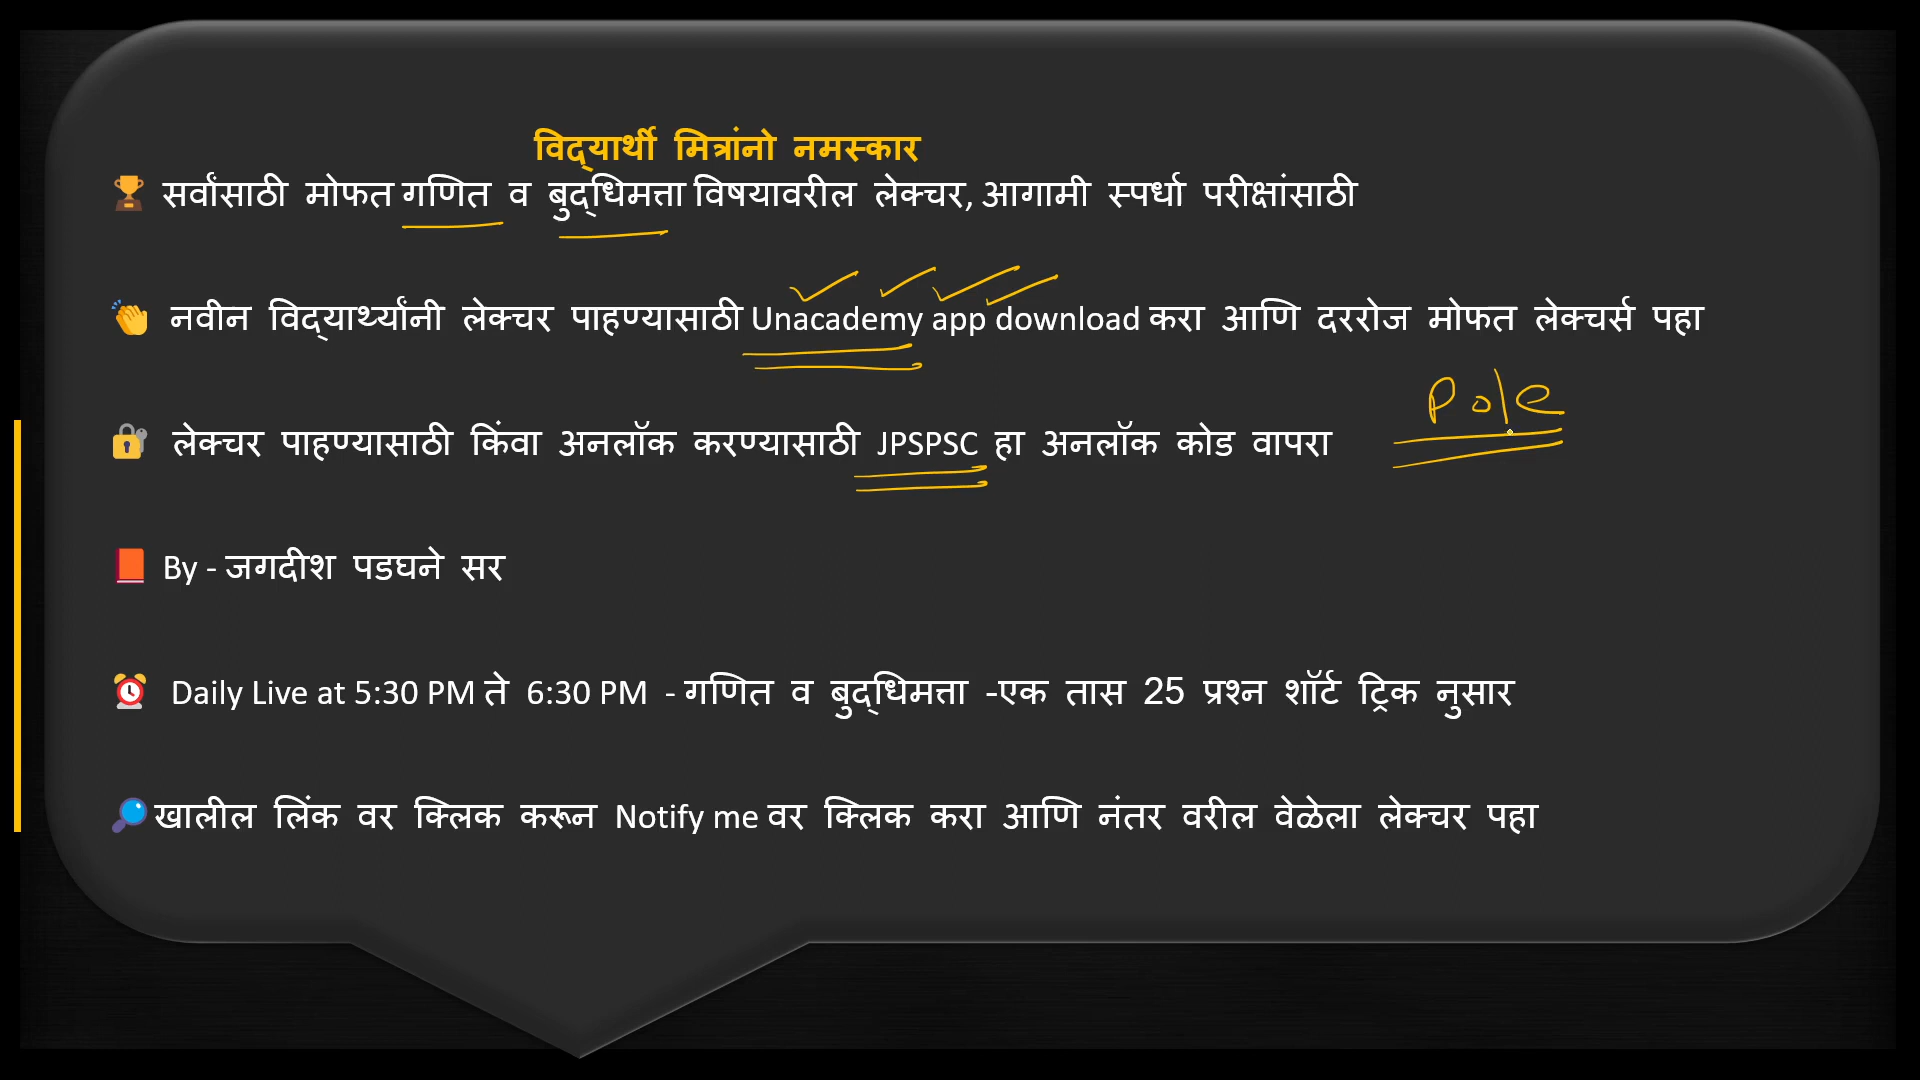 विद्यार्थी मित्रांनो नमस्कार
🏆 सर्वांसाठी मोफत गणित व बुद्धिमत्ता विषयावरील लेक्चर, आगामी स्पर्धा परीक्षांसाठी
👏 नवीन विद्यार्थ्यांनी लेक्चर पाहण्यासाठी Unacademy app download करा आणि दररोज मोफत लेक्चर्स पहा
Pole
🔐 लेक्चर पाहण्यासाठी किंवा अनलॉक करण्यासाठी JPSPSC हा अनलॉक कोड वापरा
📕 By - जगदीश पडघने सर
⏰ Daily Live at 5:30 PM ते 6:30 PM - गणित व बुद्धिमत्ता -एक तास 25 प्रश्न शॉर्ट ट्रिक नुसार
🔎 खालील लिंक वर क्लिक करून Notify me वर क्लिक करा आणि नंतर वरील वेळेला लेक्चर पहा